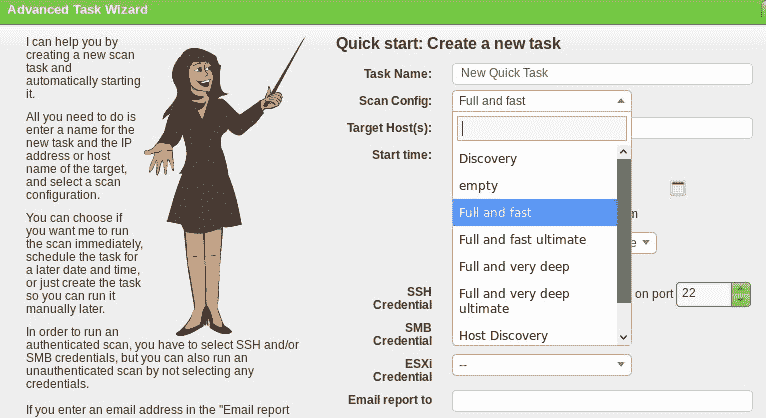 Advanced Task Wizard
I can help you by
creating a new scan
task and
automatically starting
it.
All you need to do is
enter a name for the
new task and the IP
address or host
name of the target,
and select a scan
configuration.
You can choose if
you want me to run
the scan immediately,
schedule the task for
a later date and time,
or just create the task
so you can run it
manually later.
In order to run an
authenticated scan, you have to select SSH and/or
SMB credentials, but you can also run an
unauthenticated scan by not selecting any
credentials.
If you enter an email address in the "Email report
Quick start: Create a new task
Task Name:
New Quick Task
Scan Config:
Full and fast
Target Host(s):
Start time:
Discovery
empty
Full and fast
Full and fast ultimate
Full and very deep
Full and very deep
ultimate
Host Discovery
SSH
Credential
on port
22
SMB
Credential
ESXi
Credential
--
Email report to